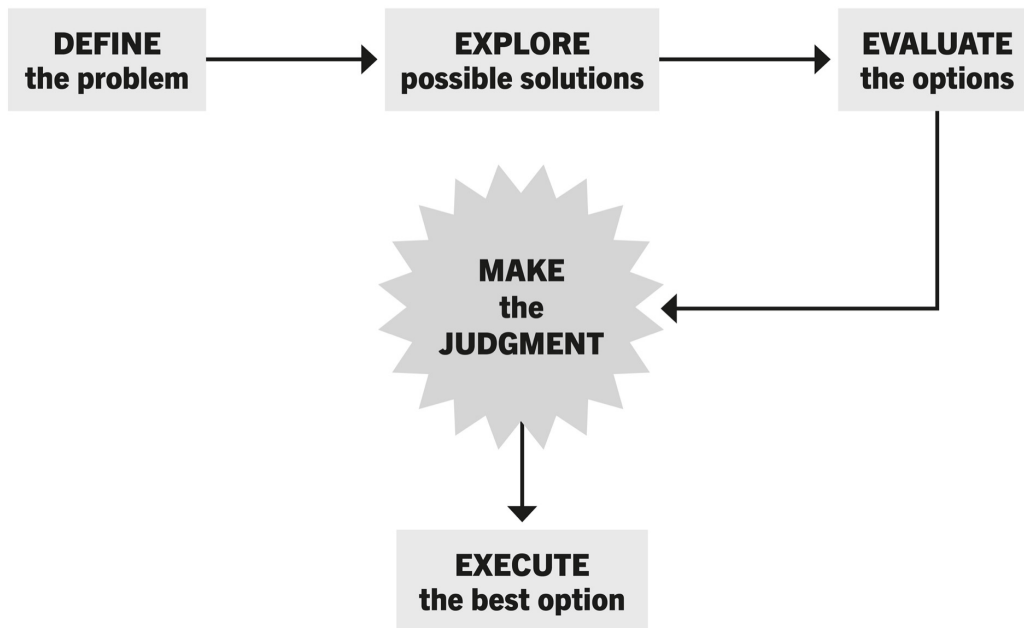 DEFINE
the problem
EXPLORE
possible solutions
EVALUATE
the options
MAKE
the
JUDGMENT
EXECUTE
the best option